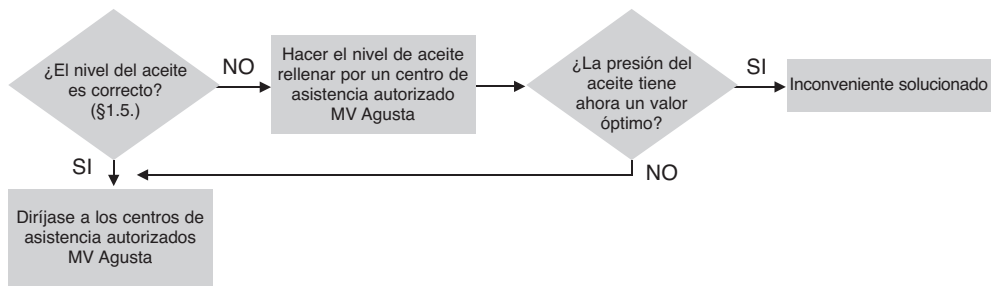 ¿El nivel del aceite
es correcto?
(§1.5.)
NO
Hacer el nivel de aceite
rellenar por un centro de
asistencia autorizado
MV Agusta
¿La presión del
aceite tiene
ahora un valor
óptimo?
SI
Inconveniente solucionado
SI
NO
Diríjase a los centros de
asistencia autorizados
MV Agusta